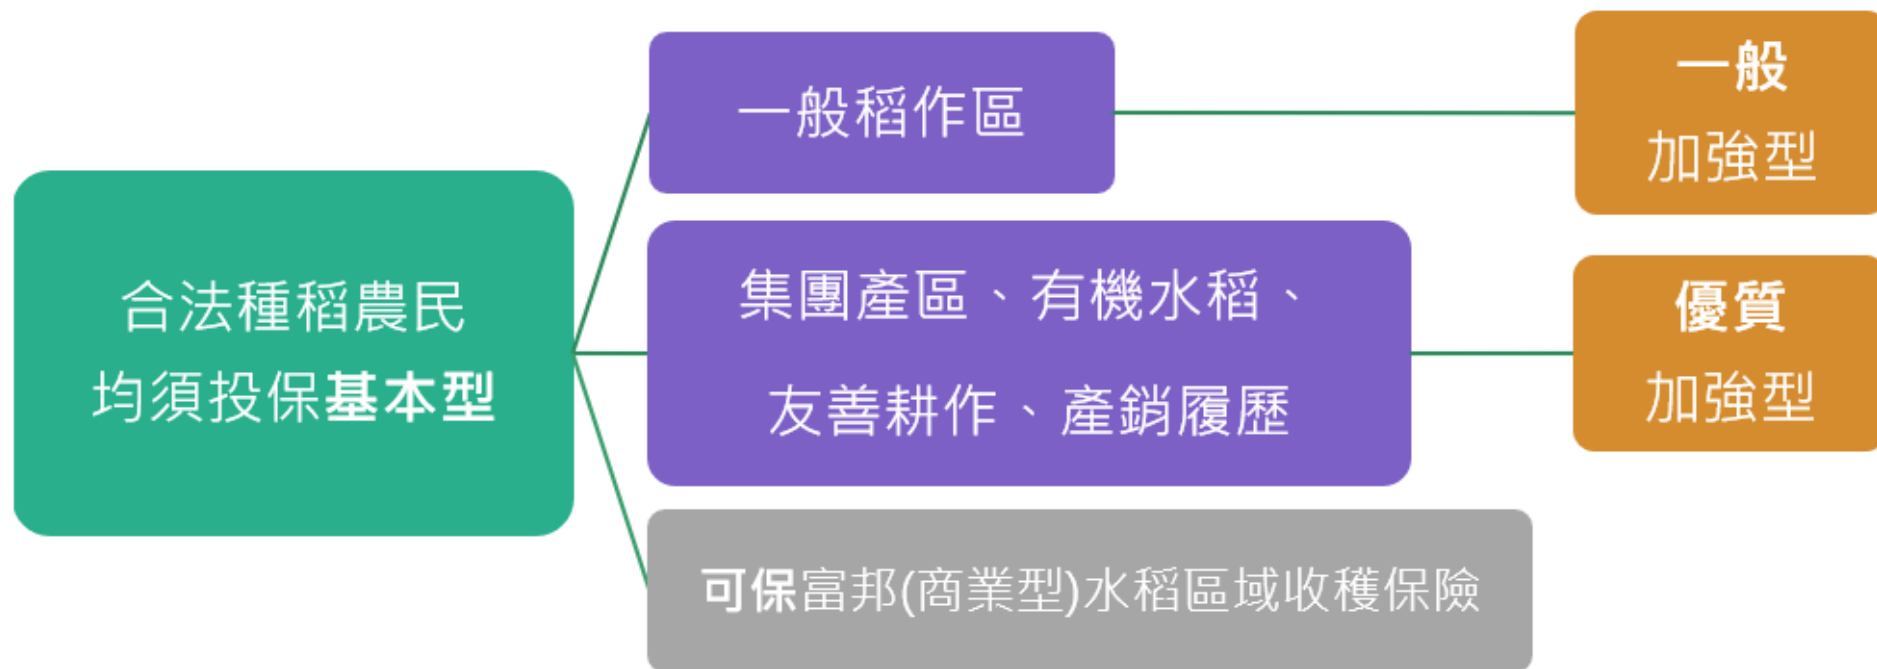 合法種稻農民
均須投保基本型
一般稻作區
一般
加強型
集團產區、有機水稻、
友善耕作、產銷履歷
優質
加強型
可保富邦(商業型)水稻區域收穫保險